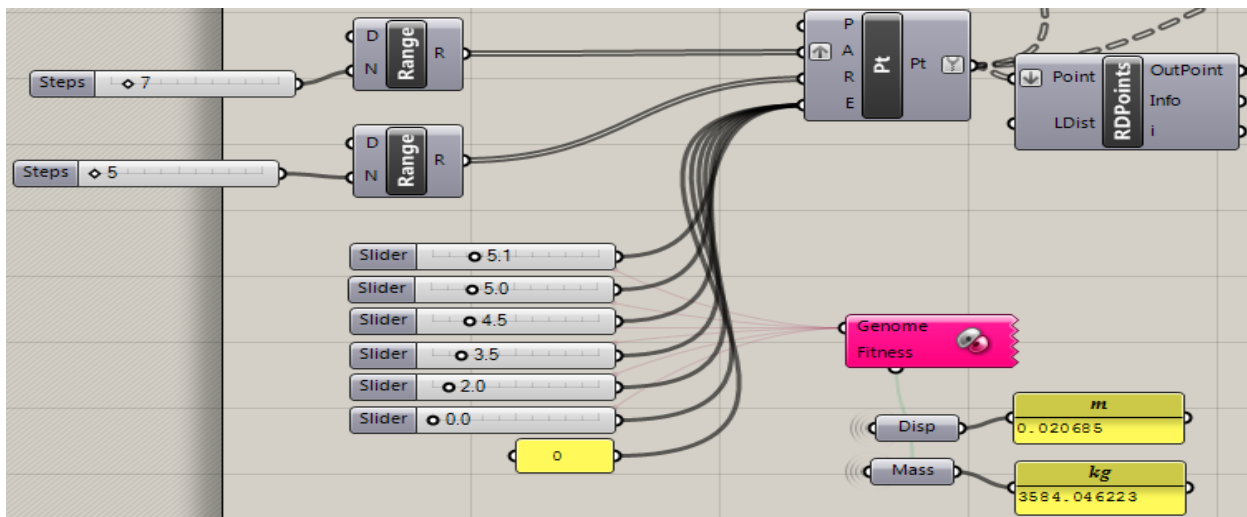 D
N
Range
R
Steps
7
D
N
Range
R
Steps
5
P
A
R
E
Pt
Pt
Point
LDist
RDPoints
OutPoint
Info
i
Slider
5.1
Slider
5.0
Slider
4.5
Slider
3.5
Slider
2.0
Slider
0.0
0
Genome
Fitness
Disp
m
0.020685
Mass
kg
3584.046223